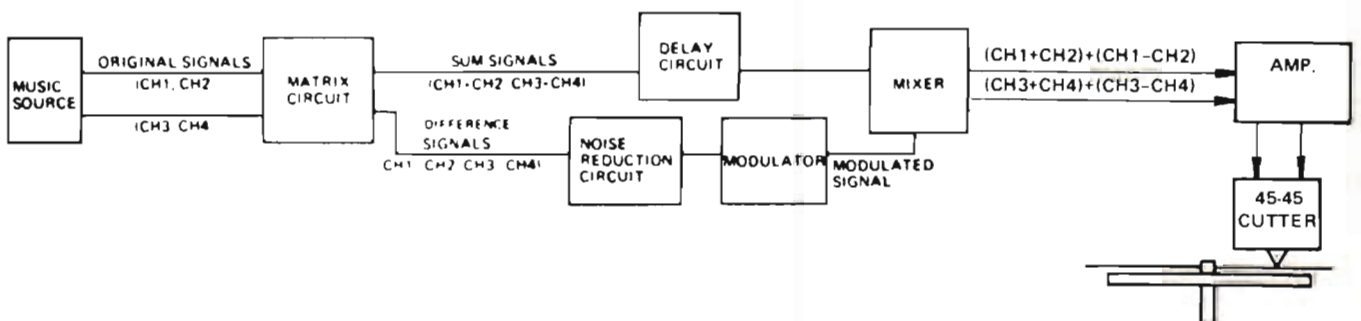 MUSIC
SOURCE
ORIGINAL SIGNALS
(CH1, CH2
(CH3 CH4
MATRIX
CIRCUIT
SUM SIGNALS
(CH1-CH2 CH3-CH4)
DIFFERENCE
SIGNALS
CH1 CH2 CH3 CH4)
DELAY
CIRCUIT
NOISE
REDUCTION
CIRCUIT
MODULATOR
MODULATED
SIGNAL
MIXER
(CH1+CH2)+(CH1-CH2)
(CH3+CH4)+(CH3-CH4)
AMP.
45-45
CUTTER